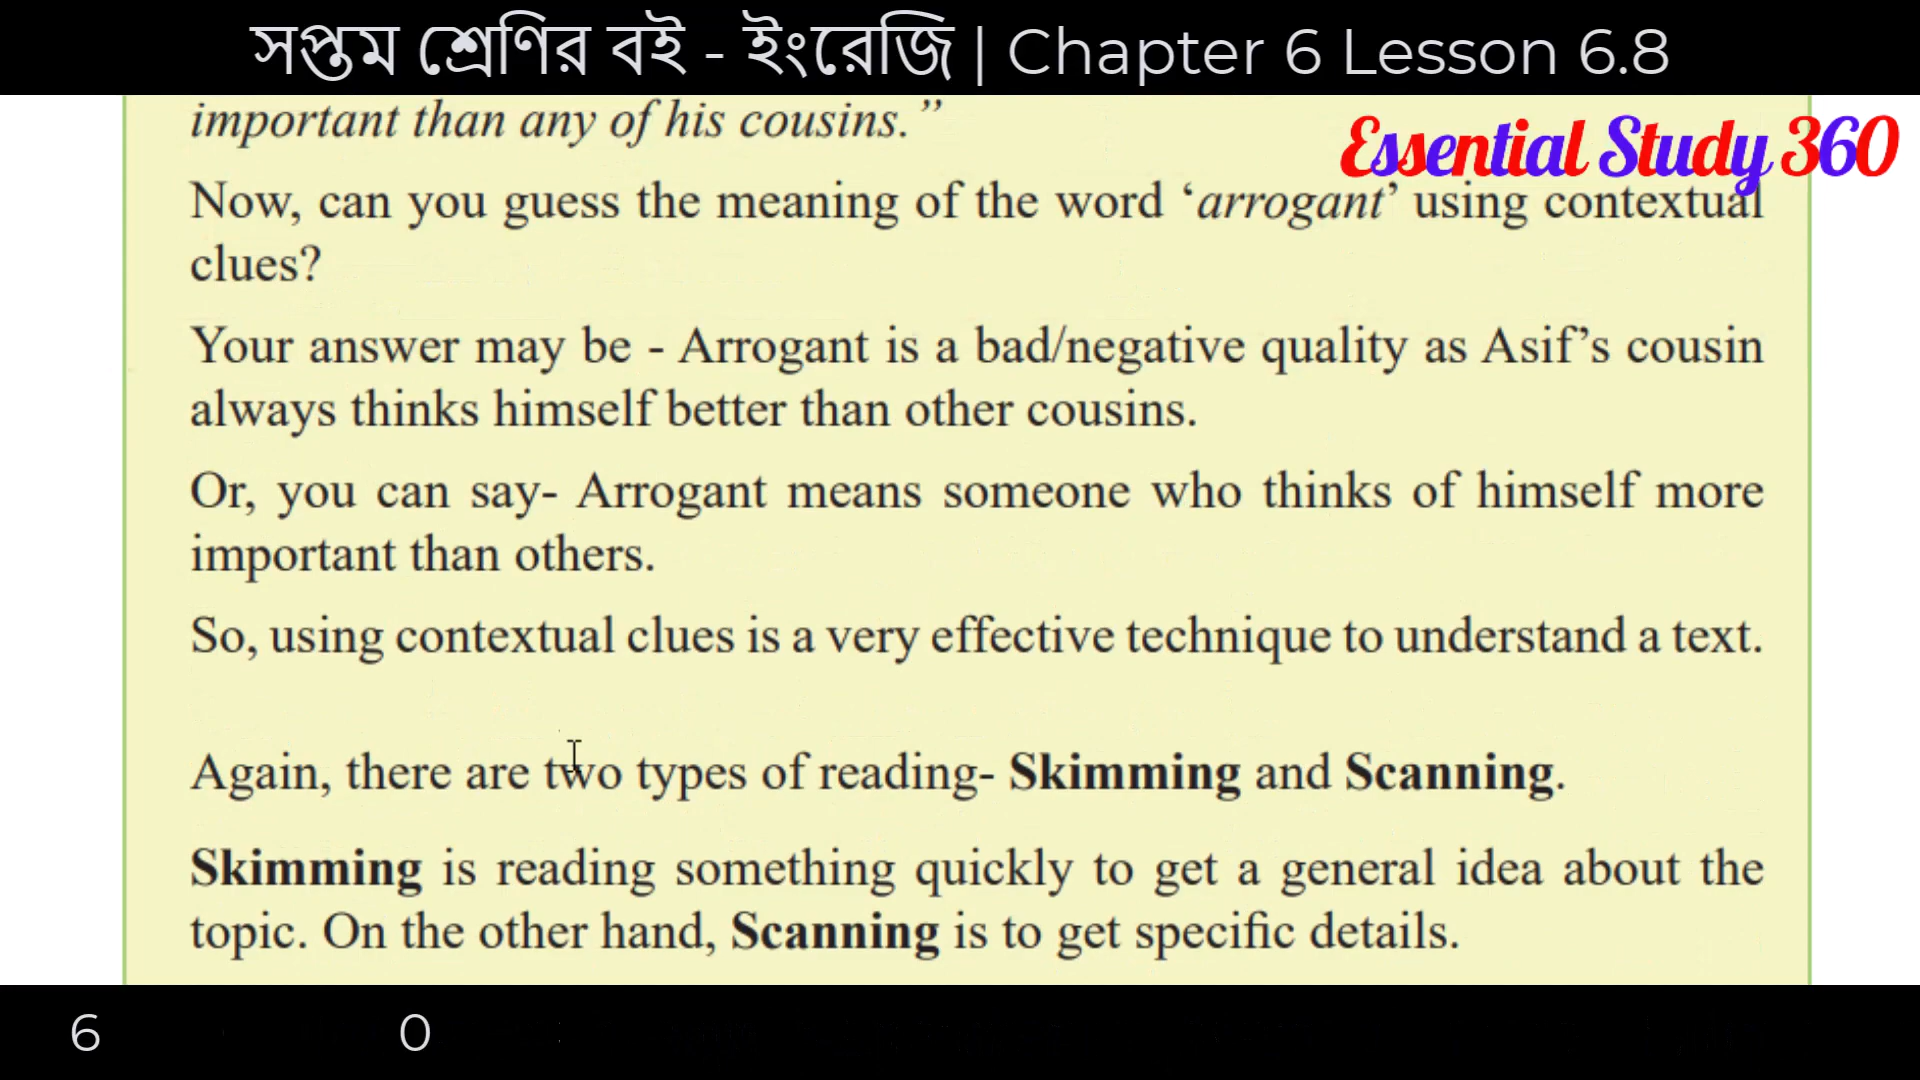 সপ্তম শ্রেণির বই - ইংরেজি | Chapter 6 Lesson 6.8
important than any of his cousins.”
Essential Study 360
Now, can you guess the meaning of the word ‘arrogant’ using contextual
clues?
Your answer may be - Arrogant is a bad/negative quality as Asif’s cousin
always thinks himself better than other cousins.
Or, you can say- Arrogant means someone who thinks of himself more
important than others.
So, using contextual clues is a very effective technique to understand a text.
Again, there are two types of reading- Skimming and Scanning.
Skimming is reading something quickly to get a general idea about the
topic. On the other hand, Scanning is to get specific details.
6 0